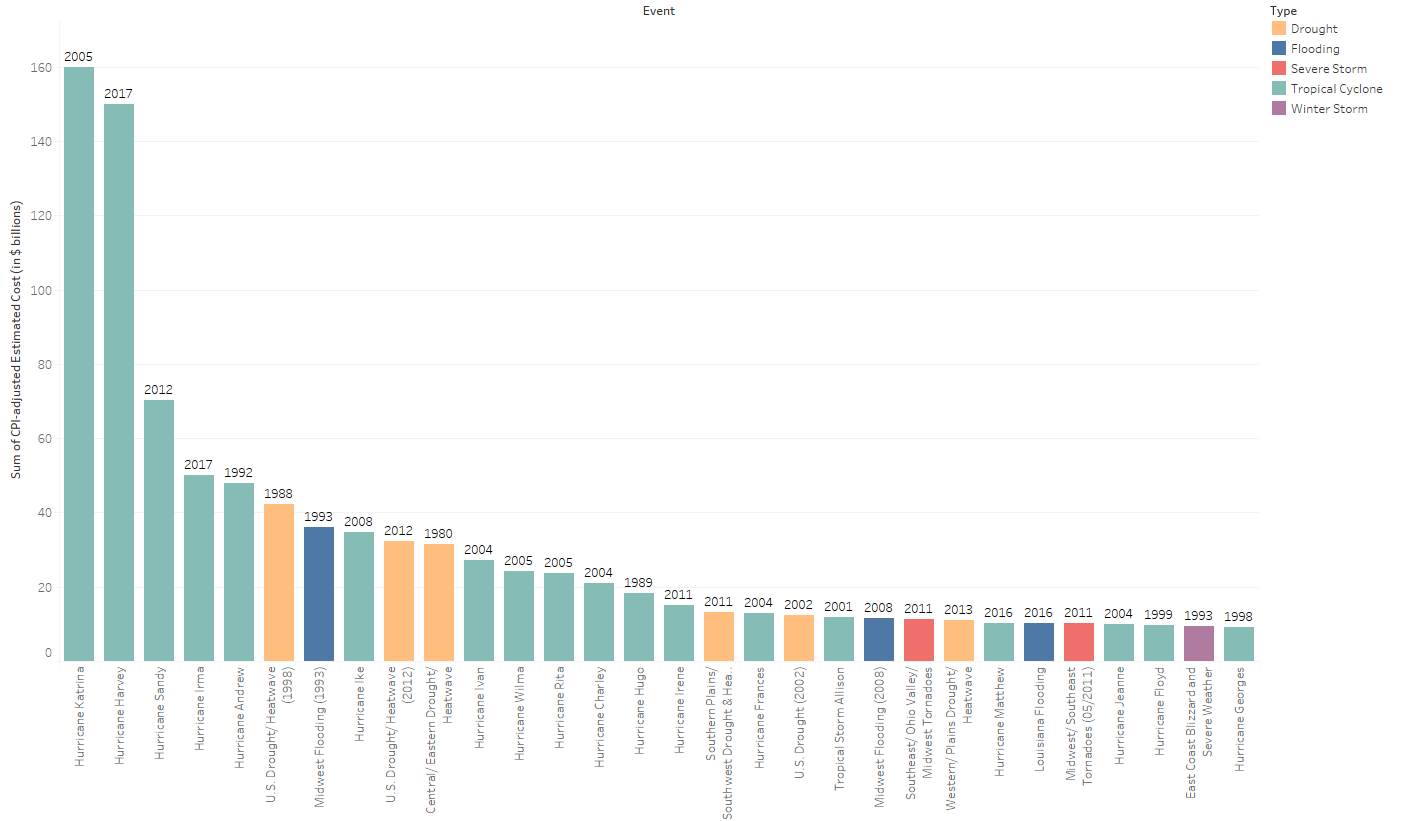 Event
Type
Drought
Flooding
Severe Storm
Tropical Cyclone
Winter Storm
Sum of CPI-adjusted Estimated Cost (in $ billions)
160
140
120
100
80
60
40
20
0
2005
2017
2012
2017
1992
1988
1993
2008
2012
1980
2004
2005
2005
2004
1989
2011
2011
2004
2002
2001
2008
2011
2013
2016
2016
2011
2004
1999
1993
1998
Hurricane Katrina
Hurricane Harvey
Hurricane Sandy
Hurricane Irma
Hurricane Andrew
U.S. Drought/ Heatwave
(1998)
Midwest Flooding (1993)
Hurricane Ike
U.S. Drought/ Heatwave
(2012)
Central/ Eastern Drought/
Heatwave
Hurricane Ivan
Hurricane Wilma
Hurricane Rita
Hurricane Charley
Hurricane Hugo
Hurricane Irene
Southern Plains/
Southwest Drought & Hea..
Hurricane Frances
U.S. Drought (2002)
Tropical Storm Allison
Midwest Flooding (2008)
Southeast/ Ohio Valley/
Midwest Tornadoes
Western/ Plains Drought/
Heatwave
Hurricane Matthew
Louisiana Flooding
Midwest/ Southeast
Tornadoes (05/2011)
Hurricane Jeanne
Hurricane Floyd
East Coast Blizzard and
Severe Weather
Hurricane Georges